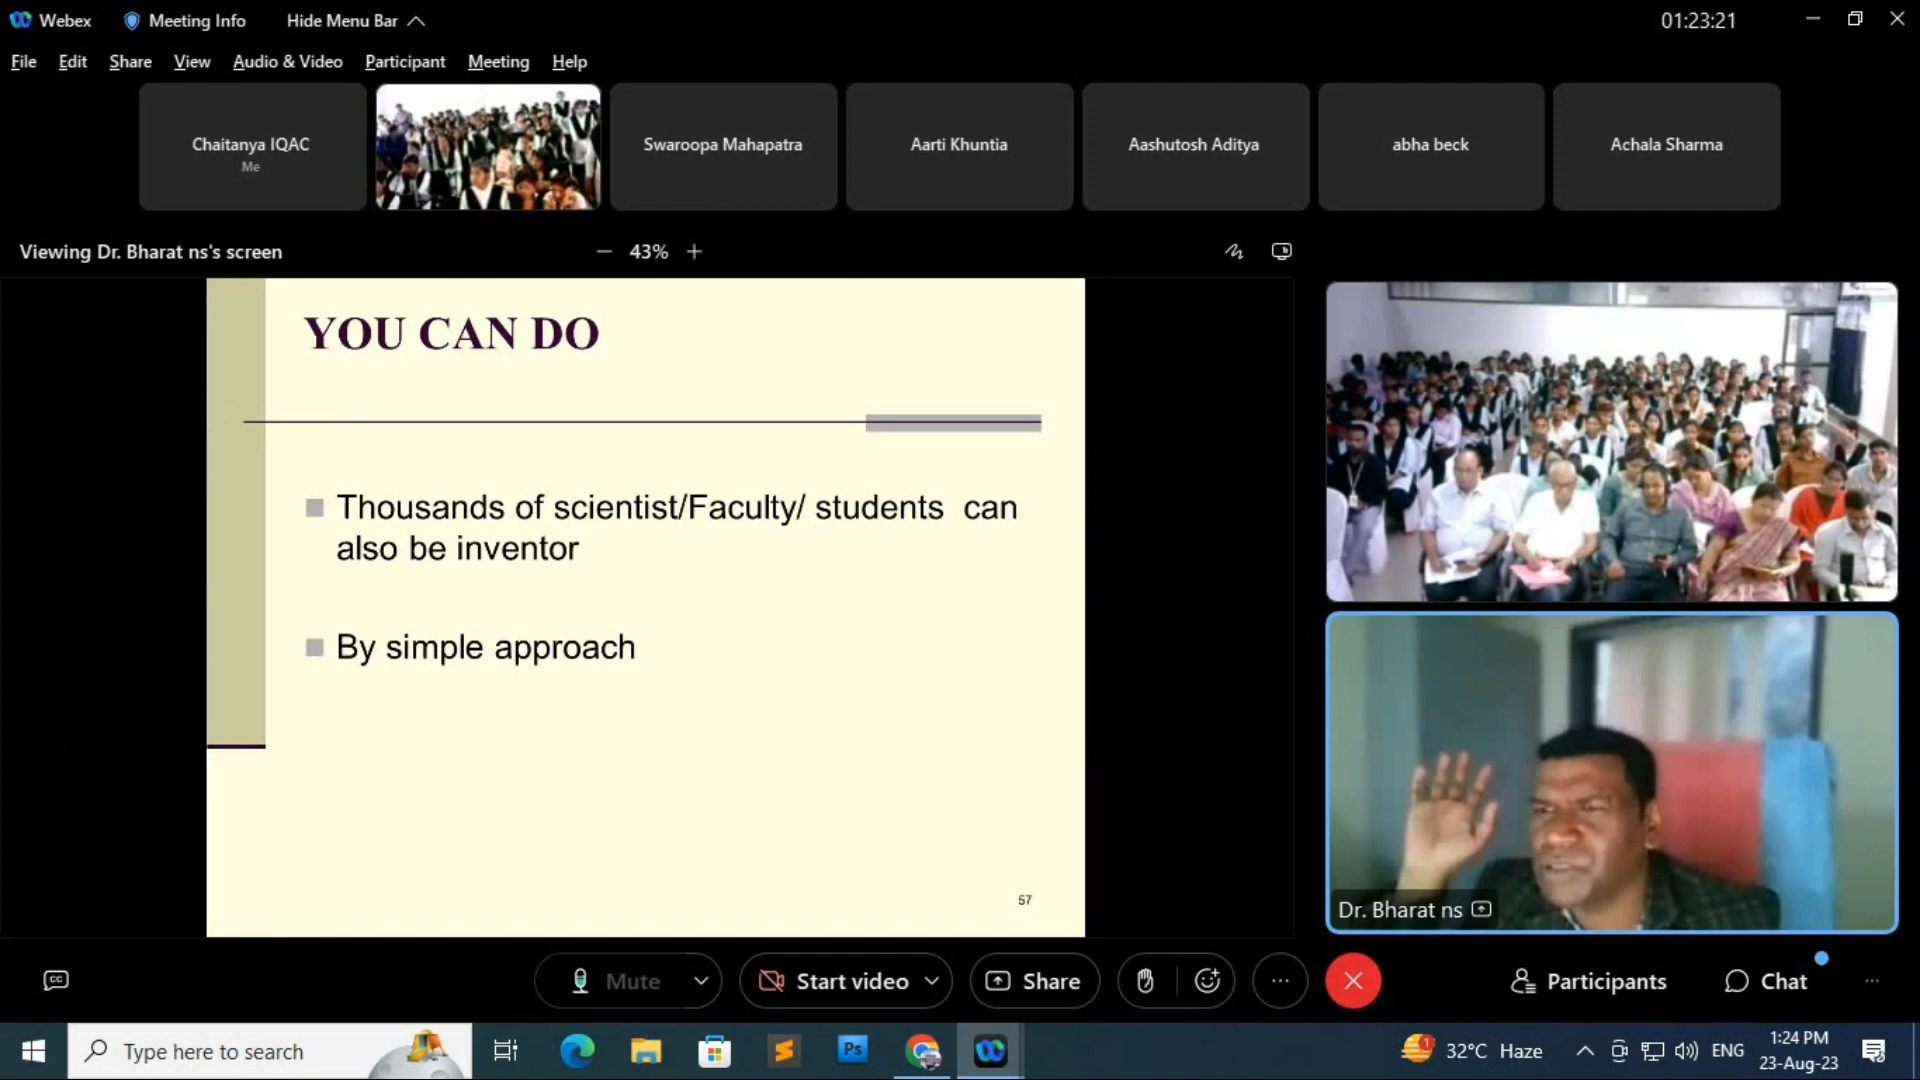 Webex
Meeting Info
Hide Menu Bar
01:23:21
File Edit Share View Audio & Video Participant Meeting Help
Chaitanya IQAC
Me
Swaroopa Mahapatra
Aarti Khuntia
Aashutosh Aditya
abha beck
Achala Sharma
Viewing Dr. Bharat ns's screen
43%
YOU CAN DO
Thousands of scientist/Faculty/ students can
also be inventor
By simple approach
57
Dr. Bharat ns
CC
Mute
Start video
Share
Participants
Chat
Type here to search
Ps
1
32°C Haze
ENG
1:24 PM
23-Aug-23